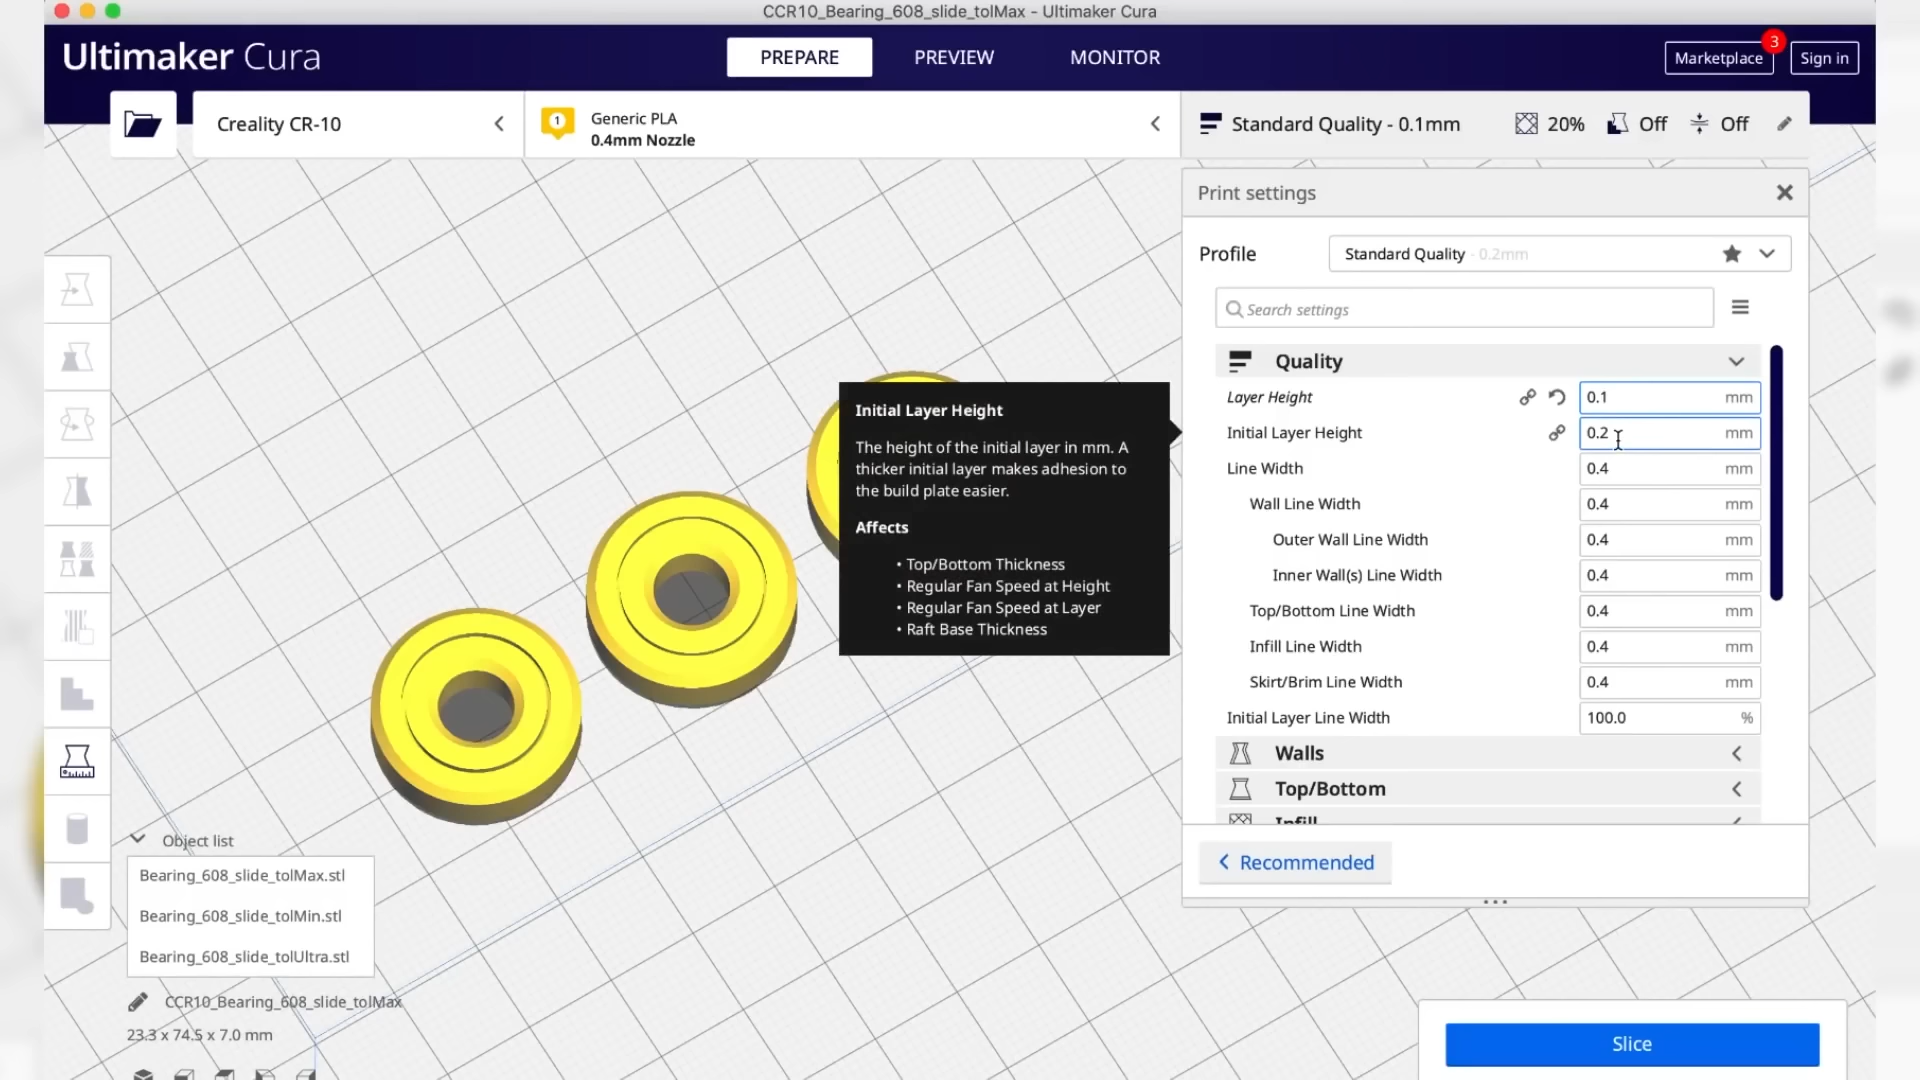 CCR10_Bearing_608_slide_tolMax - Ultimaker Cura
Ultimaker Cura
PREPARE
PREVIEW
MONITOR
Marketplace
3
Sign in
Creality CR-10
1
Generic PLA
0.4mm Nozzle
Standard Quality - 0.1mm
20%
Off
Off
Print settings
Profile
Standard Quality - 0.2mm
Search settings
Quality
Layer Height 0.1 mm
Initial Layer Height 0.2 mm
Line Width 0.4 mm
Wall Line Width 0.4 mm
Outer Wall Line Width 0.4 mm
Inner Wall(s) Line Width 0.4 mm
Top/Bottom Line Width 0.4 mm
Infill Line Width 0.4 mm
Skirt/Brim Line Width 0.4 mm
Initial Layer Line Width 100.0 %
Walls
Top/Bottom
Infill
Recommended
Initial Layer Height
The height of the initial layer in mm. A
thicker initial layer makes adhesion to
the build plate easier.
Affects
• Top/Bottom Thickness
• Regular Fan Speed at Height
• Regular Fan Speed at Layer
• Raft Base Thickness
Object list
Bearing_608_slide_tolMax.stl
Bearing_608_slide_tolMin.stl
Bearing_608_slide_tolUltra.stl
CCR10_Bearing_608_slide_tolMax
23.3 x 74.5 x 7.0 mm
Slice